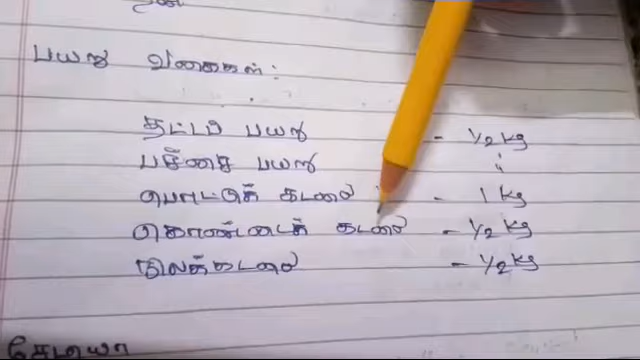 பயறு வகைகள்:
தட்டம் பயறு - 1/2 kg
பச்சை பயறு "
பொட்டுக் கடலை - 1 kg
கொண்டைக் கடலை - 1/2 kg
நிலக்கடலை - 1/2 kg
சேமியா